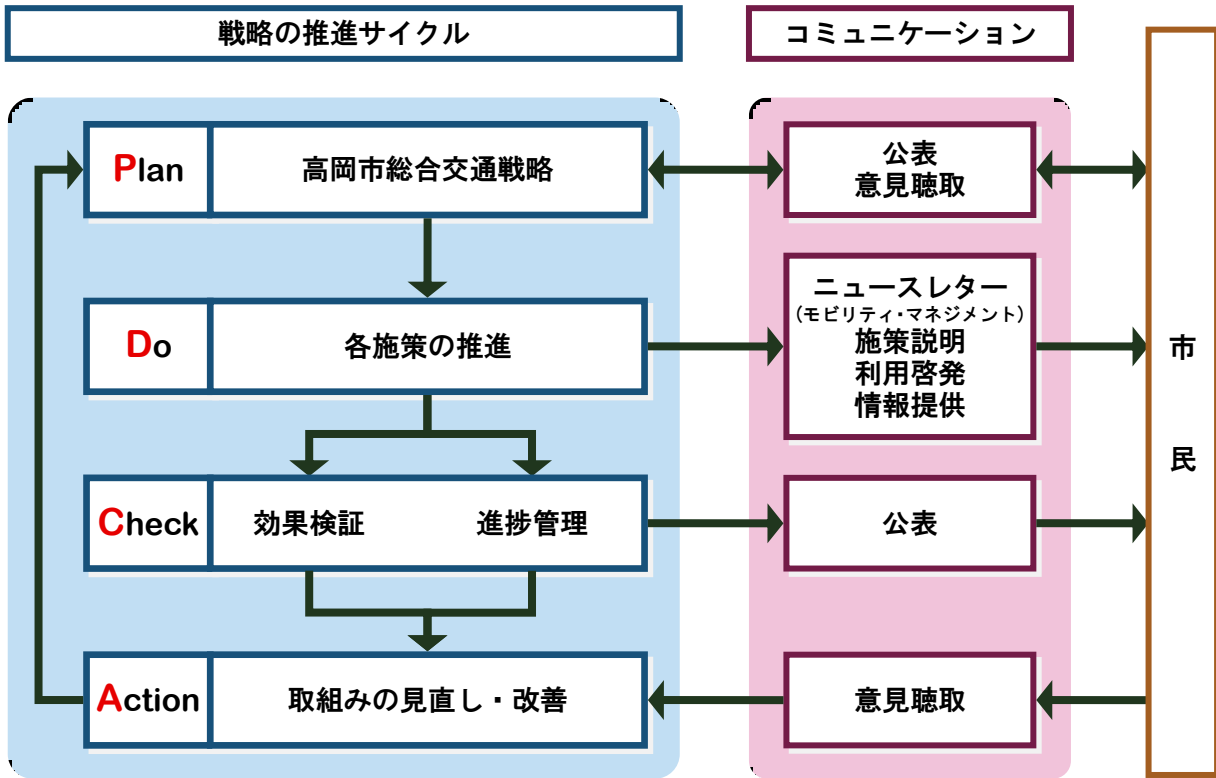 戦略の推進サイクル
コミュニケーション
Plan
高岡市総合交通戦略
公表
意見聴取
Do
各施策の推進
ニュースレター
(モビリティ・マネジメント)
施策説明
利用啓発
情報提供
Check
効果検証
進捗管理
公表
Action
取組みの見直し・改善
意見聴取
市民